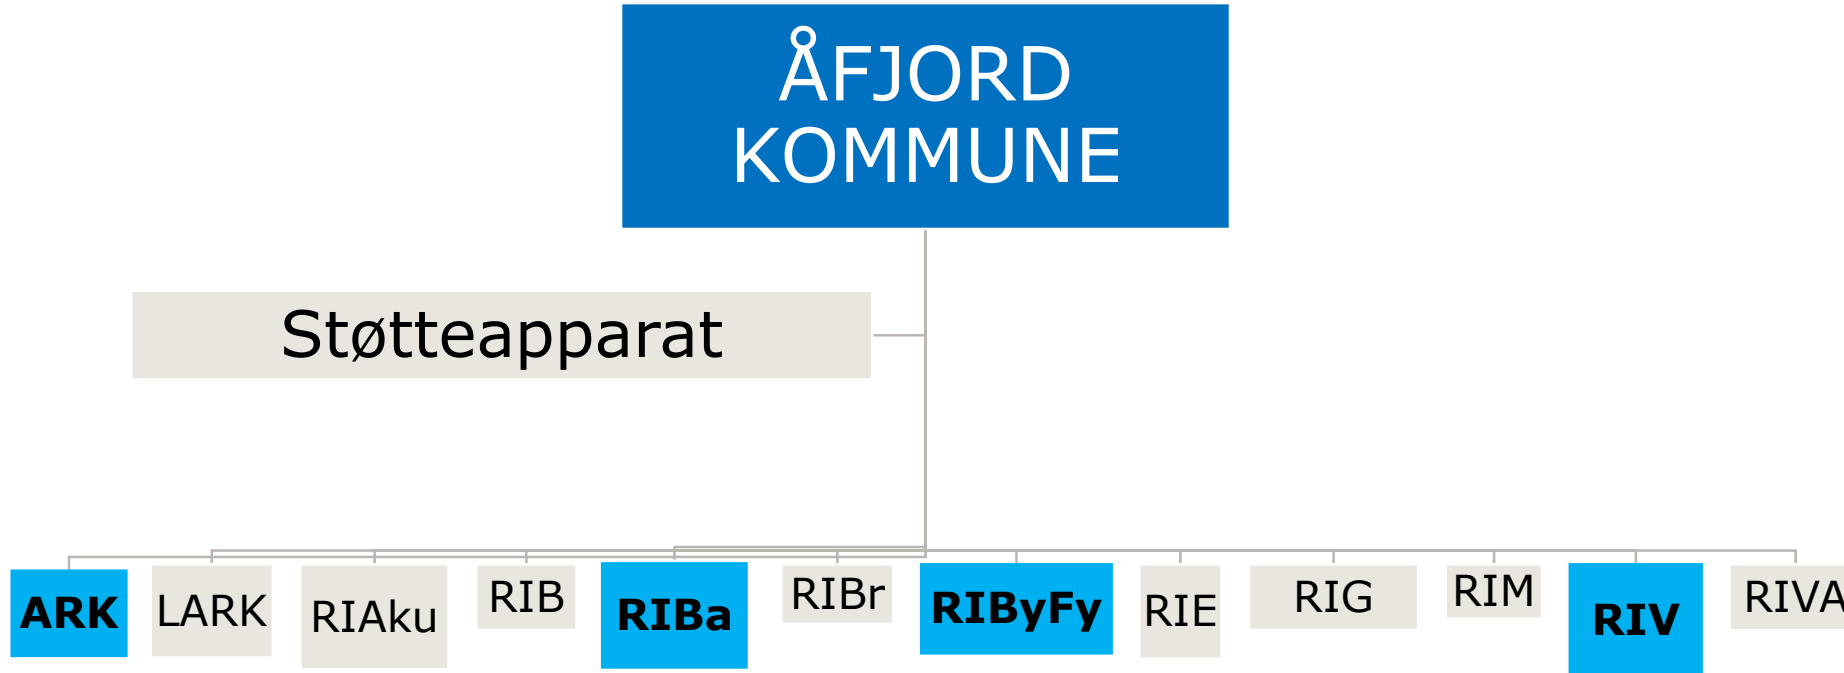 ÅFJORD
KOMMUNE
Støtteapparat
ARK
LARK
RIAku
RIB
RIBa
RIBr
RIByFy
RIE
RIG
RIM
RIV
RIVA